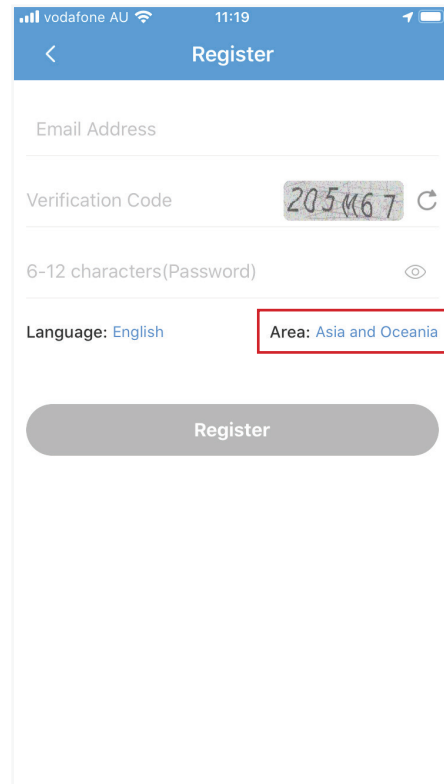 vodafone AU 11:19
Register
Email Address
Verification Code 205M67
6-12 characters(Password)
Language: English Area: Asia and Oceania
Register